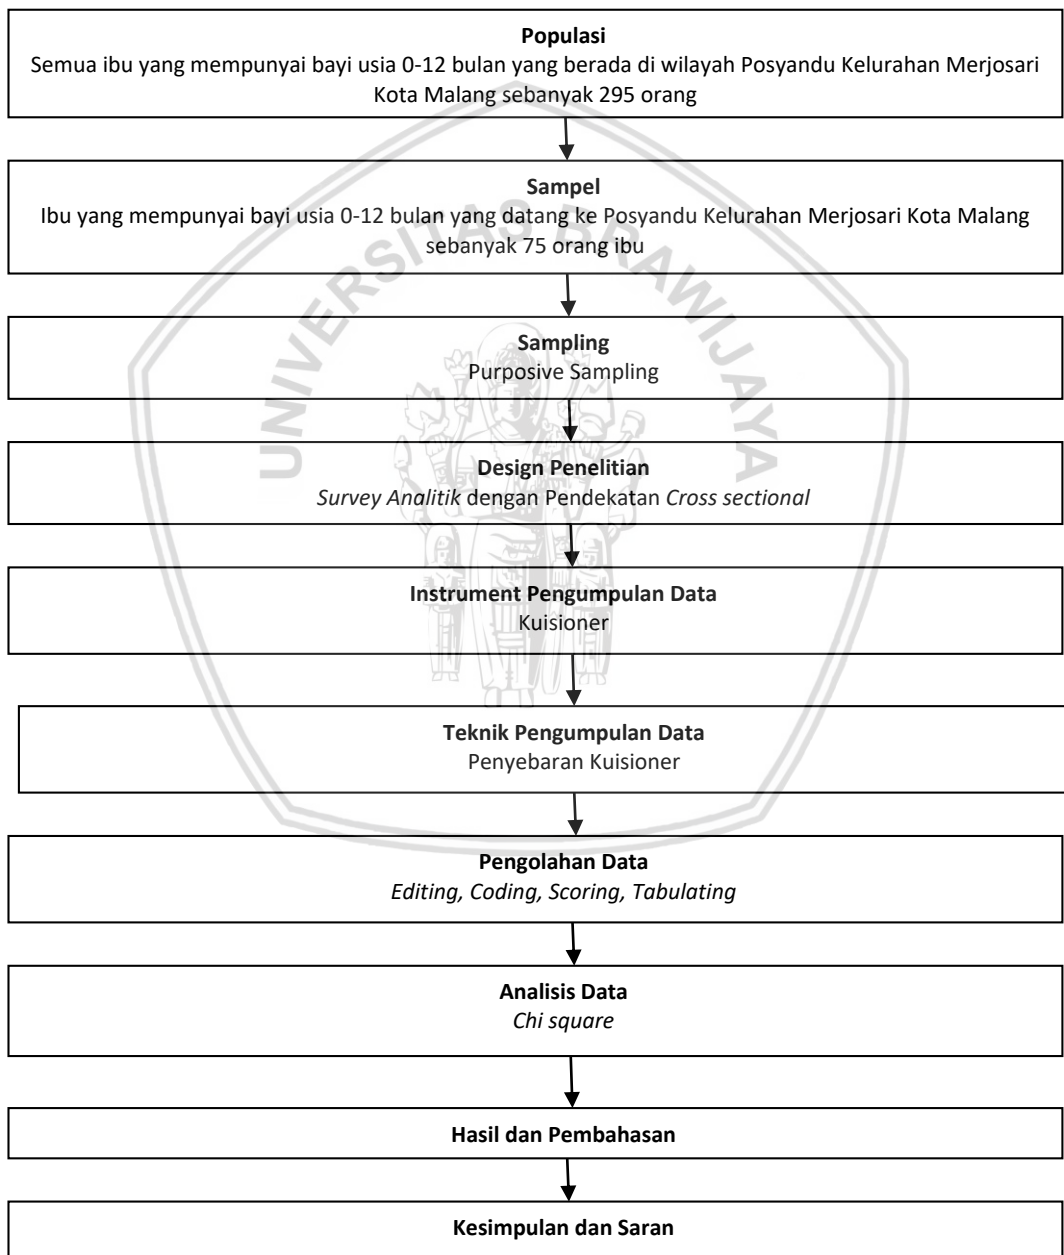 Populasi
Semua ibu yang mempunyai bayi usia 0-12 bulan yang berada di wilayah Posyandu Kelurahan Merjosari
Kota Malang sebanyak 295 orang
Sampel
Ibu yang mempunyai bayi usia 0-12 bulan yang datang ke Posyandu Kelurahan Merjosari Kota Malang
sebanyak 75 orang ibu
UNIVERSITAS BRAWIJAYA
Sampling
Purposive Sampling
Design Penelitian
Survey Analitik dengan Pendekatan Cross sectional
Instrument Pengumpulan Data
Kuisioner
Teknik Pengumpulan Data
Penyebaran Kuisioner
Pengolahan Data
Editing, Coding, Scoring, Tabulating
Analisis Data
Chi square
Hasil dan Pembahasan
Kesimpulan dan Saran